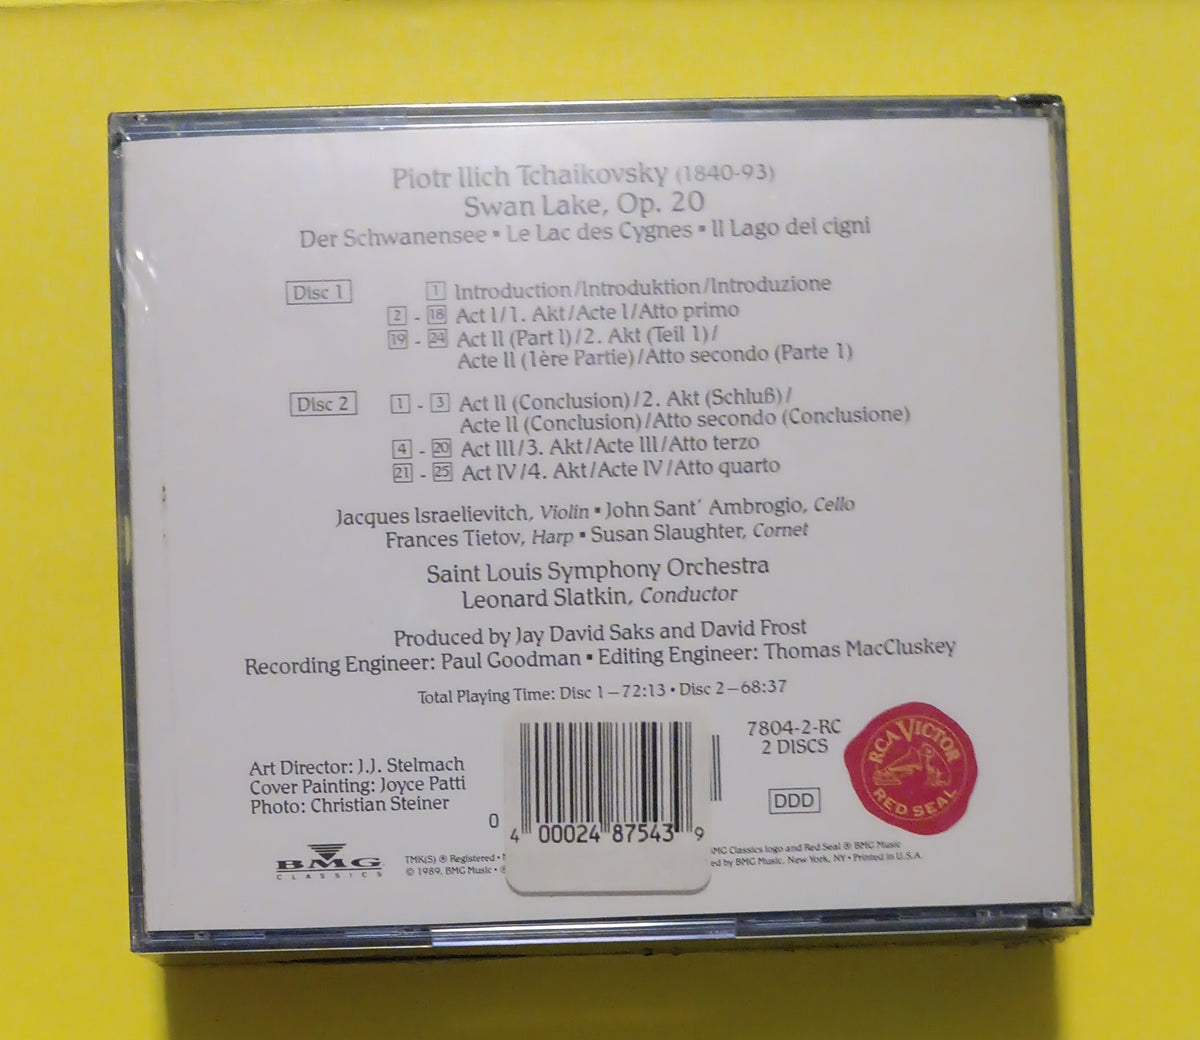 Piotr Ilich Tchaikovsky (1840-93)
Swan Lake, Op. 20
Der Schwanensee ▪ Le Lac des Cygnes ▪ Il Lago dei cigni
Disc 1 1 Introduction/Introduktion/Introduzione
2 - 18 Act I/1. Akt/Acte I/Atto primo
19 - 24 Act II (Part I)/2. Akt (Teil 1)/
Acte II (1ère Partie)/Atto secondo (Parte 1)
Disc 2 1 - 3 Act II (Conclusion)/2. Akt (Schluß)/
Acte II (Conclusion)/Atto secondo (Conclusione)
4 - 20 Act III/3. Akt/Acte III/Atto terzo
21 - 25 Act IV/4. Akt/Acte IV/Atto quarto
Jacques Israelievitch, Violin ▪ John Sant' Ambrogio, Cello
Frances Tietov, Harp ▪ Susan Slaughter, Cornet
Saint Louis Symphony Orchestra
Leonard Slatkin, Conductor
Produced by Jay David Saks and David Frost
Recording Engineer: Paul Goodman ▪ Editing Engineer: Thomas MacCluskey
Total Playing Time: Disc 1–72:13 • Disc 2–68:37
7804-2-RC
2 DISCS
DDD
RCA VICTOR
RED SEAL
Art Director: J.J. Stelmach
Cover Painting: Joyce Patti
Photo: Christian Steiner
0
4 00024 87543 9
BMG
CLASSICS
TMK(S) ® Registered •
© 1989, BMG Music •
BMG Classics logo and Red Seal ® BMG Music
ed by BMG Music, New York, NY • Printed in U.S.A.